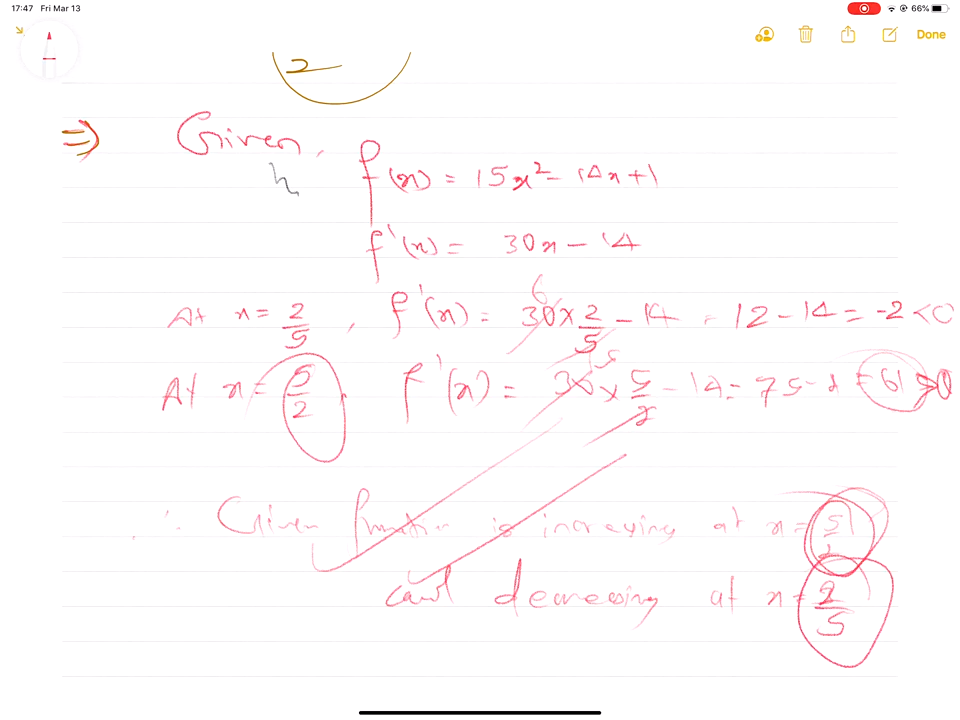 17:47 Fri Mar 13 66%
Done
2
⇒ Given, f(x) = 15x² - 14x + 1
h
f'(x) = 30x - 14
At x = 2/5, f'(x) = 30 × 2/5 - 14 = 12 - 14 = -2 < 0
6
At x = 5/2 f'(x) = 30 × 5/2 - 14 = 75 - = 61 > 0
∴ Given function is increasing at x = 5/2
and decreasing at x = 2/5